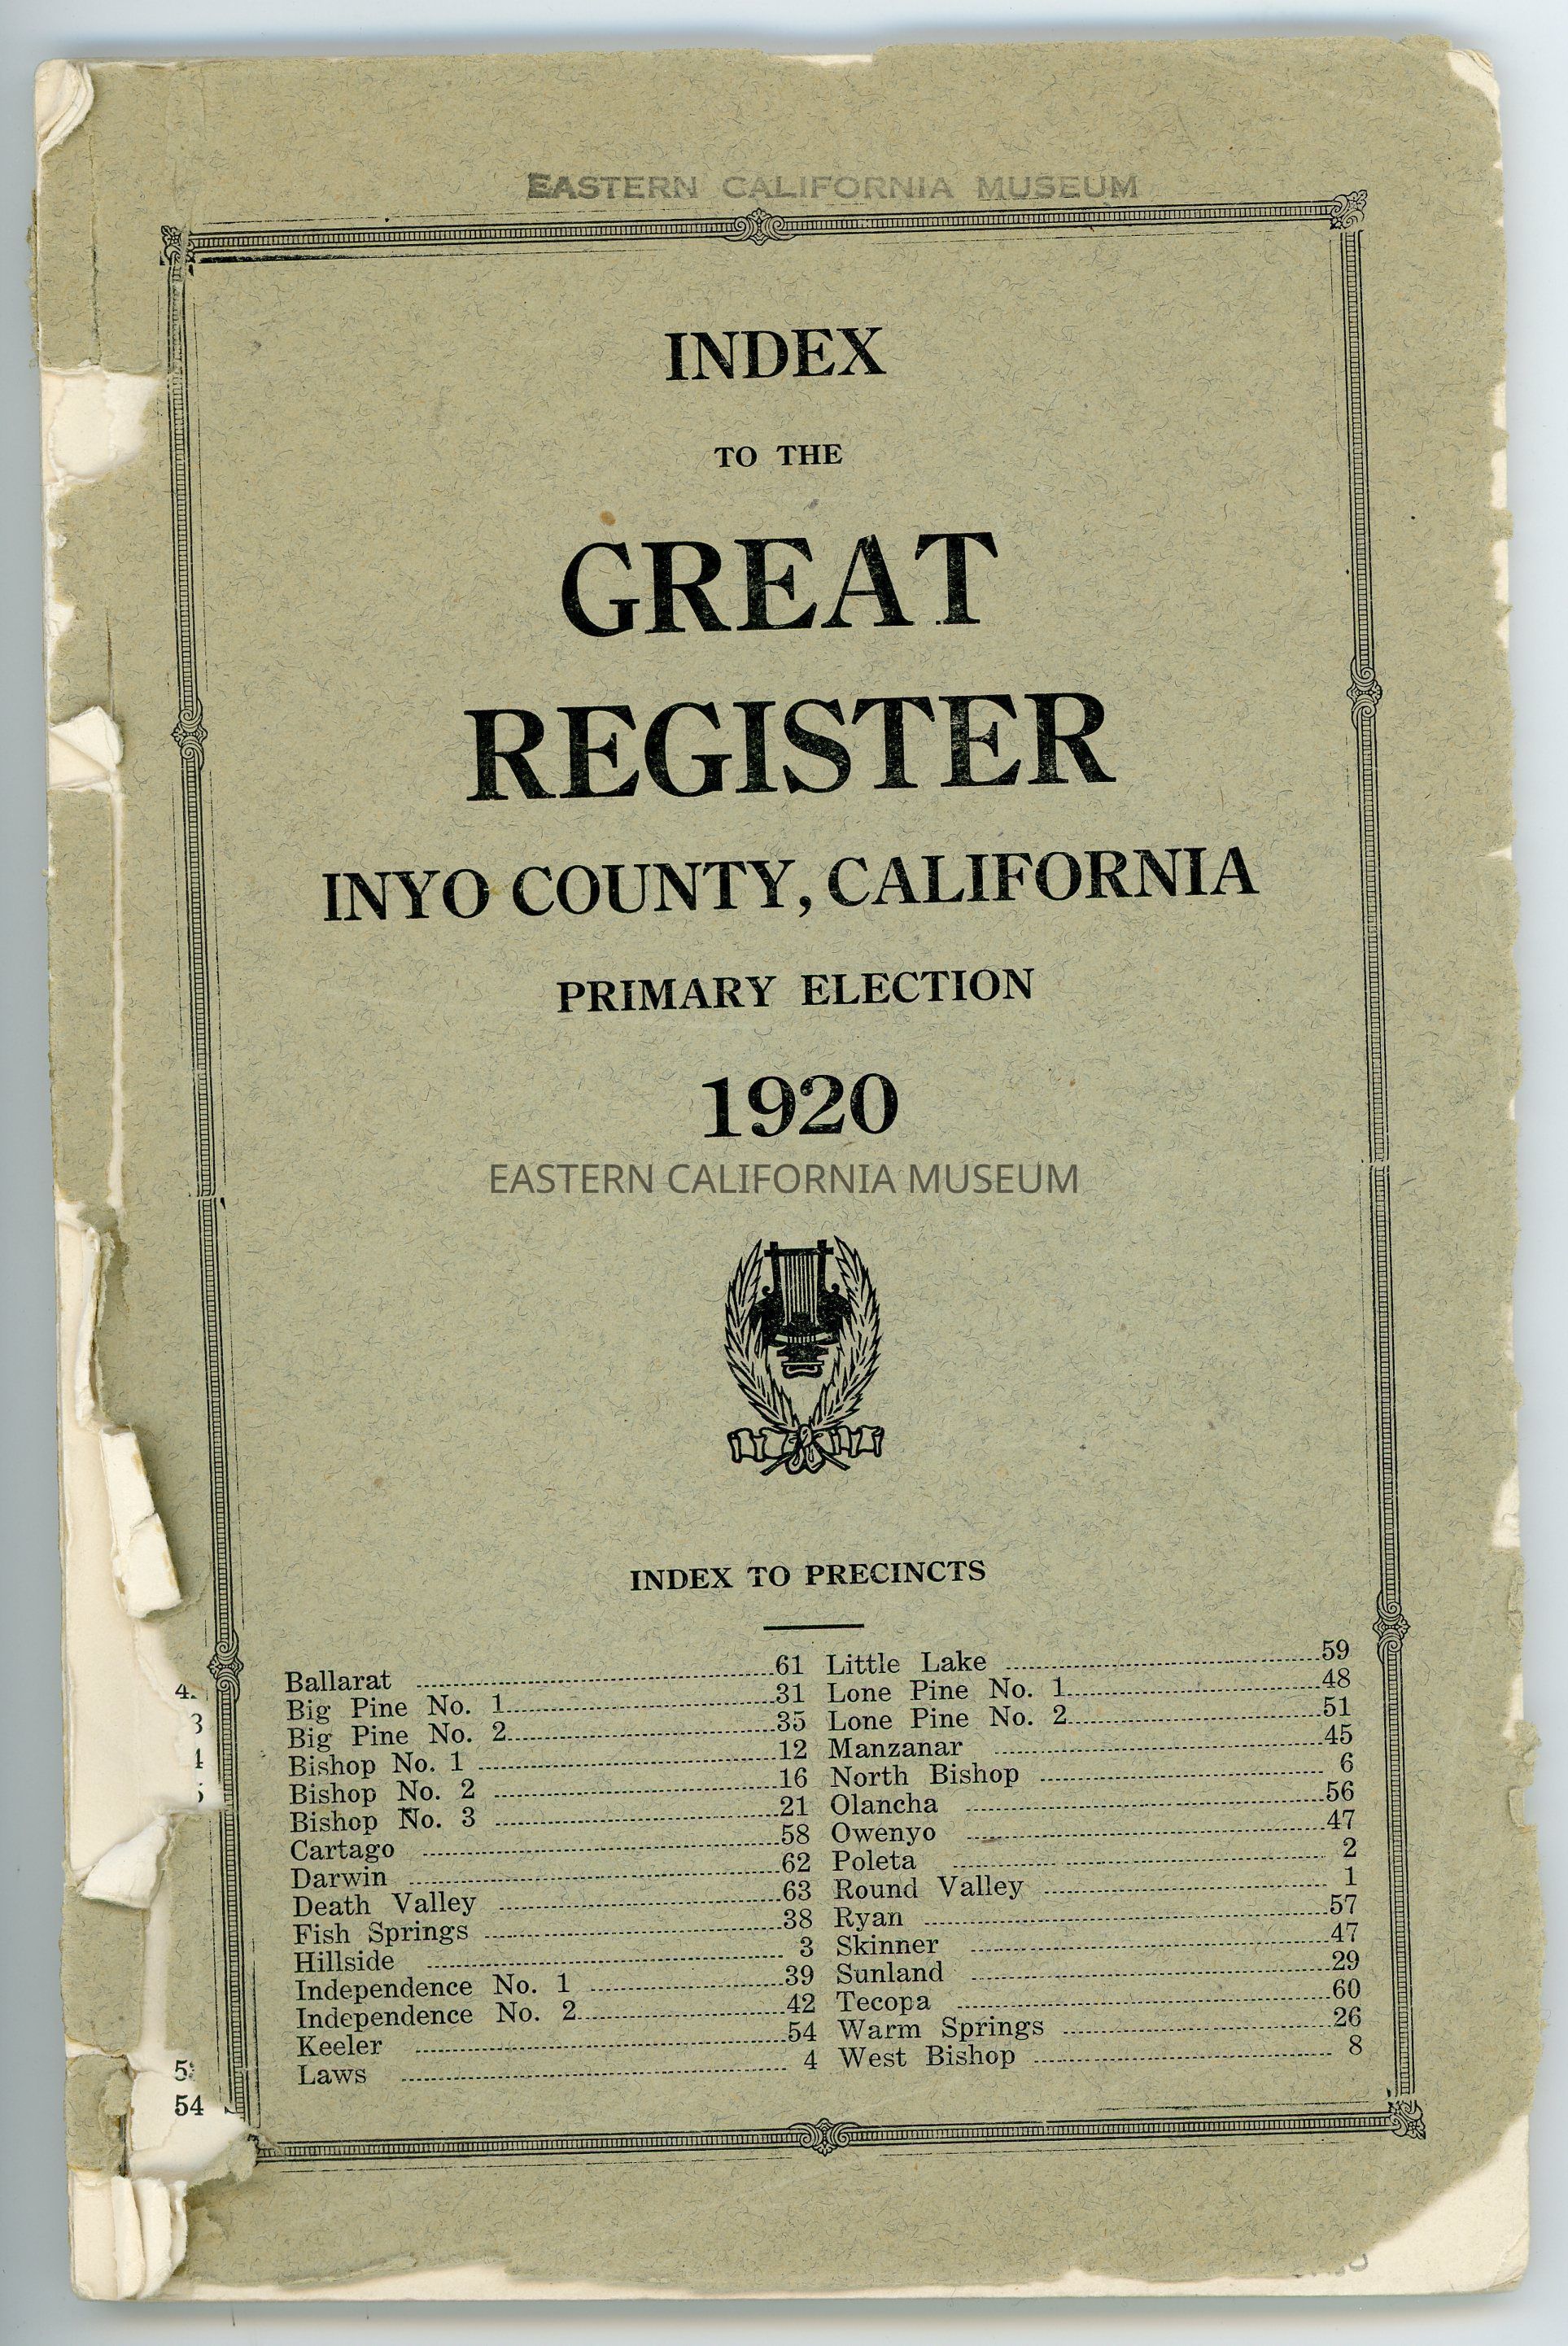 EASTERN CALIFORNIA MUSEUM
INDEX
TO THE
GREAT
REGISTER
INYO COUNTY, CALIFORNIA
PRIMARY ELECTION
1920
EASTERN CALIFORNIA MUSEUM
INDEX TO PRECINCTS
Ballarat 61
Big Pine No. 1 31
Big Pine No. 2 35
Bishop No. 1 12
Bishop No. 2 16
Bishop No. 3 21
Cartago 58
Darwin 62
Death Valley 63
Fish Springs 38
Hillside 3
Independence No. 1 39
Independence No. 2 42
Keeler 54
Laws 4
Little Lake 59
Lone Pine No. 1 48
Lone Pine No. 2 51
Manzanar 45
North Bishop 6
Olancha 56
Owenyo 47
Poleta 2
Round Valley 1
Ryan 57
Skinner 47
Sunland 29
Tecopa 60
Warm Springs 26
West Bishop 8
54